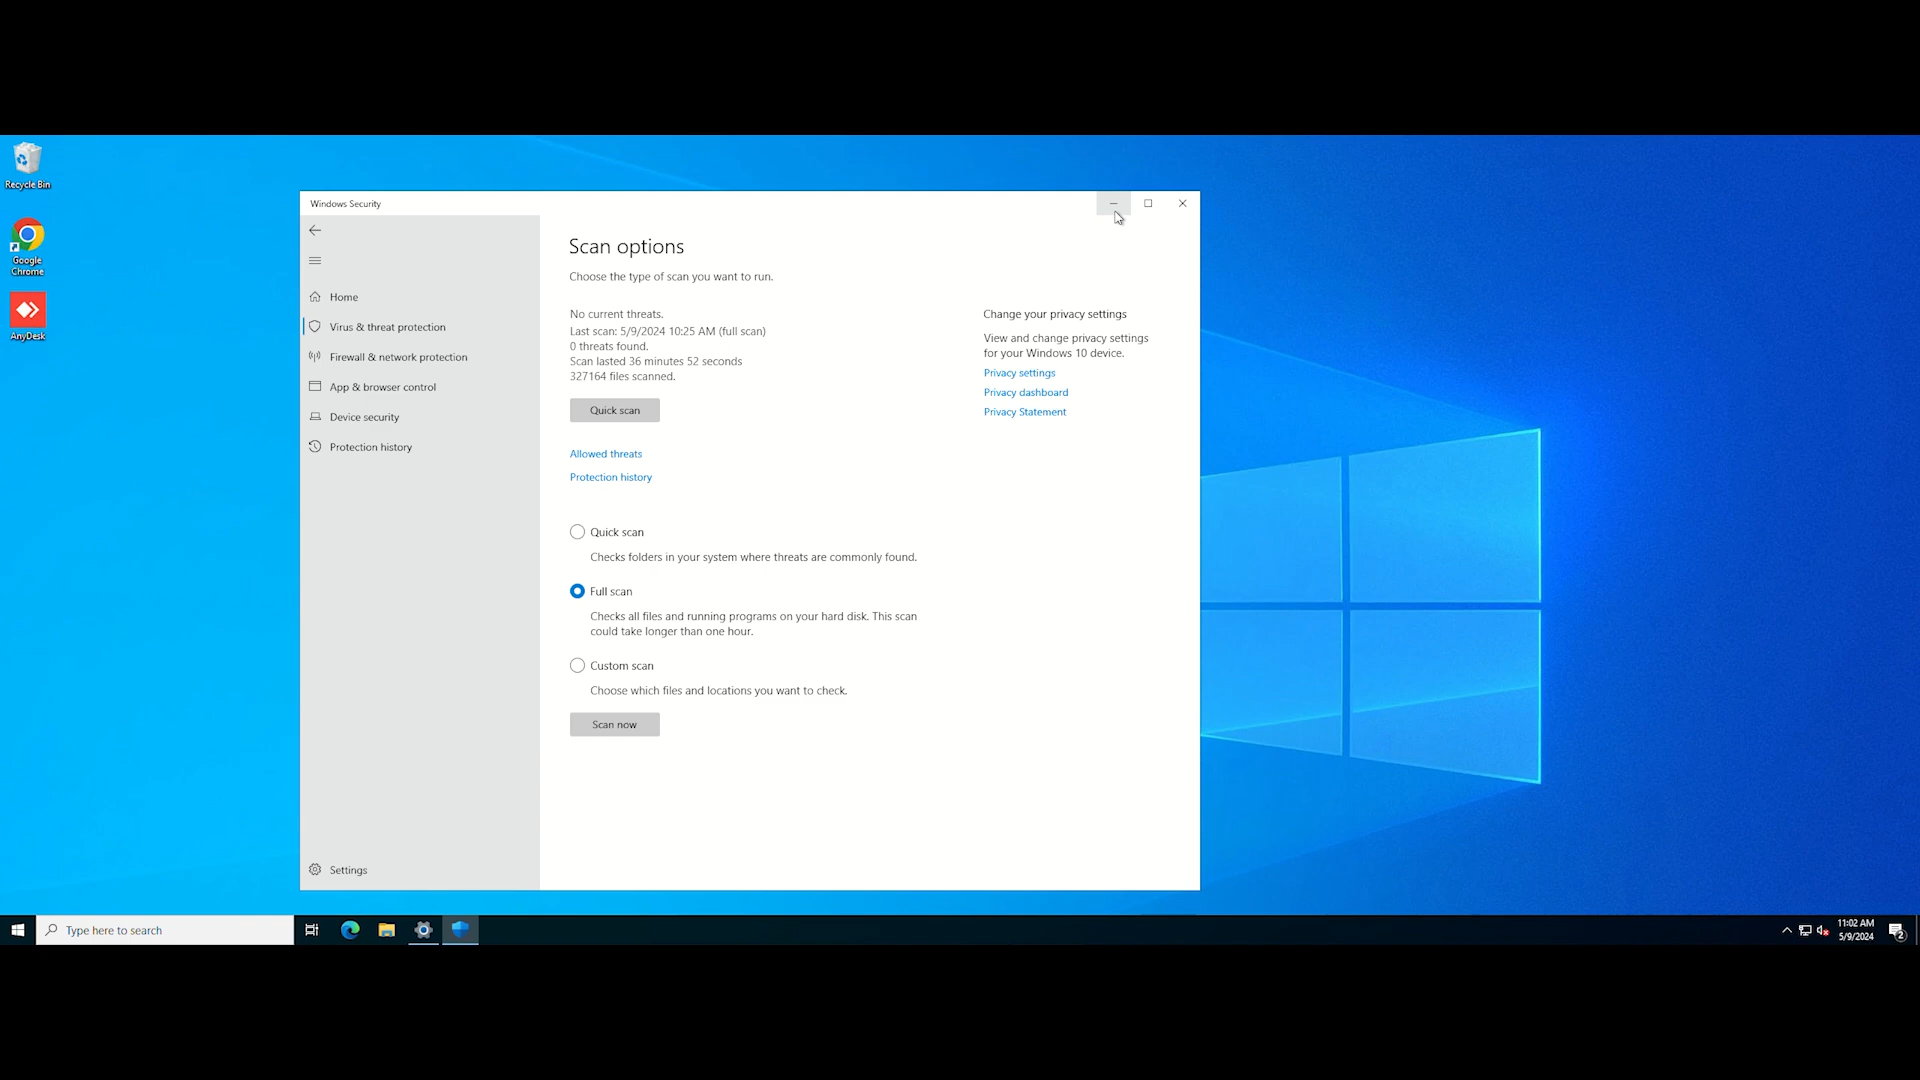 Recycle Bin
Google
Chrome
AnyDesk
Windows Security
Home
Virus & threat protection
Firewall & network protection
App & browser control
Device security
Protection history
Settings
Scan options
Choose the type of scan you want to run.
No current threats.
Last scan: 5/9/2024 10:25 AM (full scan)
0 threats found.
Scan lasted 36 minutes 52 seconds
327164 files scanned.
Quick scan
Allowed threats
Protection history
Quick scan
Checks folders in your system where threats are commonly found.
Full scan
Checks all files and running programs on your hard disk. This scan
could take longer than one hour.
Custom scan
Choose which files and locations you want to check.
Scan now
Change your privacy settings
View and change privacy settings
for your Windows 10 device.
Privacy settings
Privacy dashboard
Privacy Statement
Type here to search
11:02 AM
5/9/2024
2